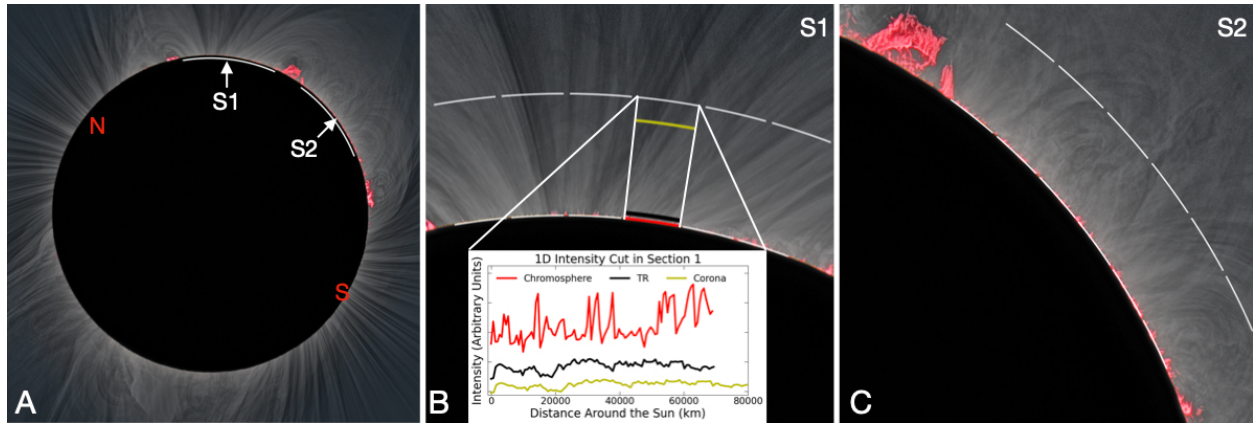 S1
S2
N
S
A
S1
1D Intensity Cut in Section 1
Chromosphere TR Corona
Intensity (Arbitrary Units)
0 20000 40000 60000 80000
Distance Around the Sun (km)
B
S2
C